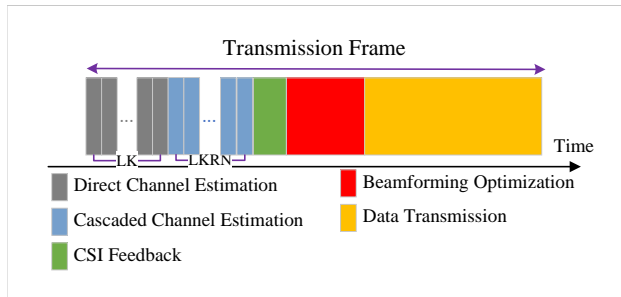 Transmission Frame
...
...
LK
LKRN
Time
Direct Channel Estimation
Cascaded Channel Estimation
CSI Feedback
Beamforming Optimization
Data Transmission